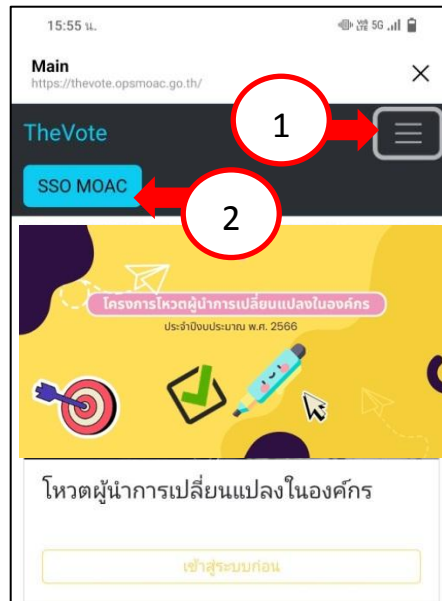 15:55 น.
5G
Main
https://thevote.opsmoac.go.th/
TheVote
1
SSO MOAC
2
โครงการโหวตผู้นำการเปลี่ยนแปลงในองค์กร
ประจำปีงบประมาณ พ.ศ. 2566
โหวตผู้นำการเปลี่ยนแปลงในองค์กร
เข้าสู่ระบบก่อน